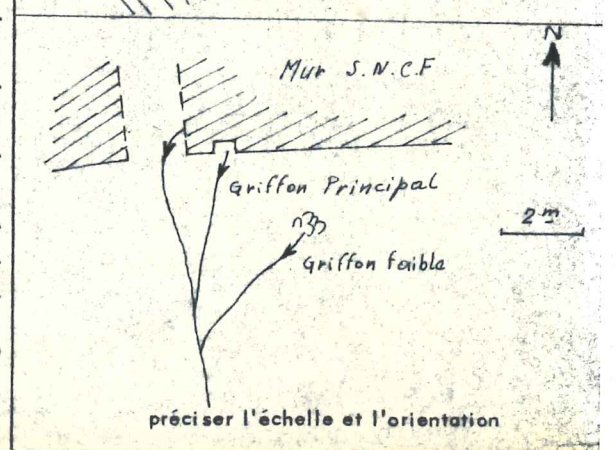 N
Mur S.N.C.F
Griffon Principal
2 m
Griffon faible
préciser l'échelle et l'orientation